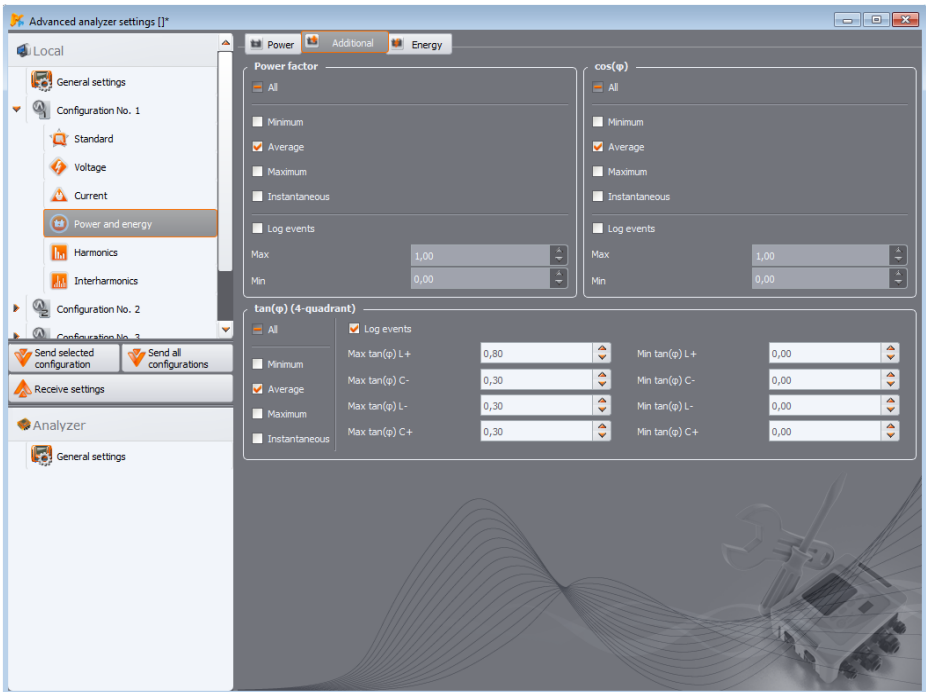 Advanced analyzer settings []*
Local
General settings
Configuration No. 1
Standard
Voltage
Current
Power and energy
Harmonics
Interharmonics
Configuration No. 2
Configuration No. 3
Send selected
configuration
Send all
configurations
Receive settings
Analyzer
General settings
Power
Additional
Energy
Power factor
All
Minimum
Average
Maximum
Instantaneous
Log events
Max 1,00
Min 0,00
cos(φ)
All
Minimum
Average
Maximum
Instantaneous
Log events
Max 1,00
Min 0,00
tan(φ) (4-quadrant)
All
Minimum
Average
Maximum
Instantaneous
Log events
Max tan(φ) L+ 0,80 Min tan(φ) L+ 0,00
Max tan(φ) C- 0,30 Min tan(φ) C- 0,00
Max tan(φ) L- 0,30 Min tan(φ) L- 0,00
Max tan(φ) C+ 0,30 Min tan(φ) C+ 0,00